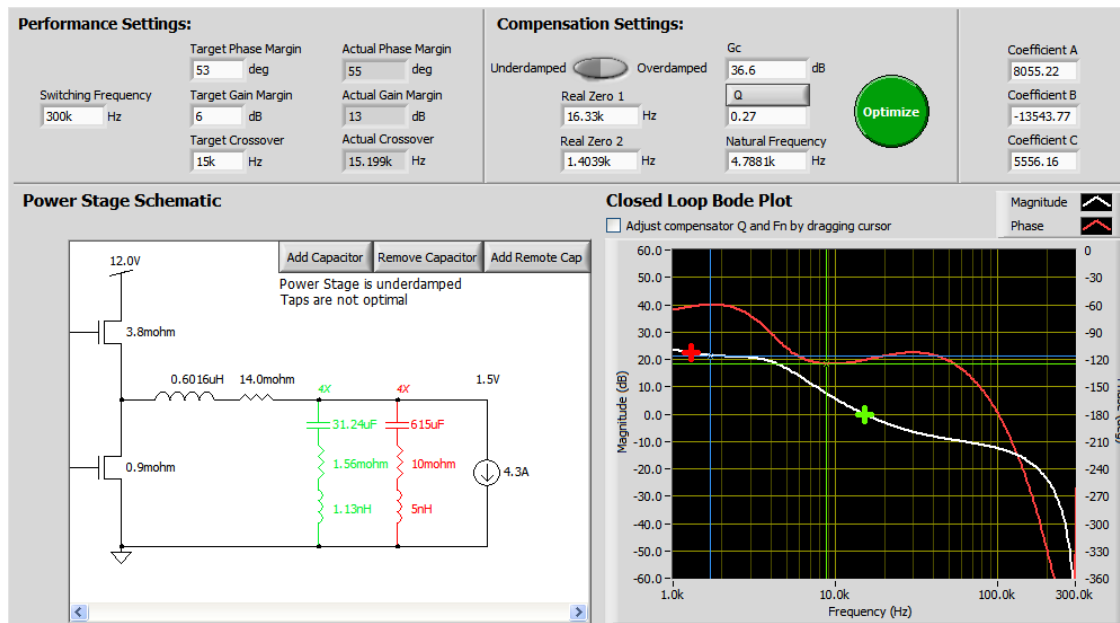 Performance Settings:
Target Phase Margin
53 deg
Actual Phase Margin
55 deg
Switching Frequency
300k Hz
Target Gain Margin
6 dB
Actual Gain Margin
13 dB
Target Crossover
15k Hz
Actual Crossover
15.199k Hz
Compensation Settings:
Underdamped
Overdamped
Gc
36.6 dB
Real Zero 1
16.33k Hz
Q
0.27
Real Zero 2
1.4039k Hz
Natural Frequency
4.7881k Hz
Optimize
Coefficient A
8055.22
Coefficient B
-13543.77
Coefficient C
5556.16
Power Stage Schematic
Add Capacitor
Remove Capacitor
Add Remote Cap
Power Stage is underdamped
Taps are not optimal
12.0V
3.8mohm
0.6016uH
14.0mohm
1.5V
4X
4X
31.24uF
615uF
1.56mohm
10mohm
1.13nH
5nH
4.3A
0.9mohm
Closed Loop Bode Plot
Adjust compensator Q and Fn by dragging cursor
Magnitude
Phase
60.0
50.0
40.0
30.0
20.0
10.0
0.0
-10.0
-20.0
-30.0
-40.0
-50.0
-60.0
Magnitude (dB)
0
-30
-60
-90
-120
-150
-180
-210
-240
-270
-300
-330
-360
1.0k
10.0k
100.0k
300.0k
Frequency (Hz)